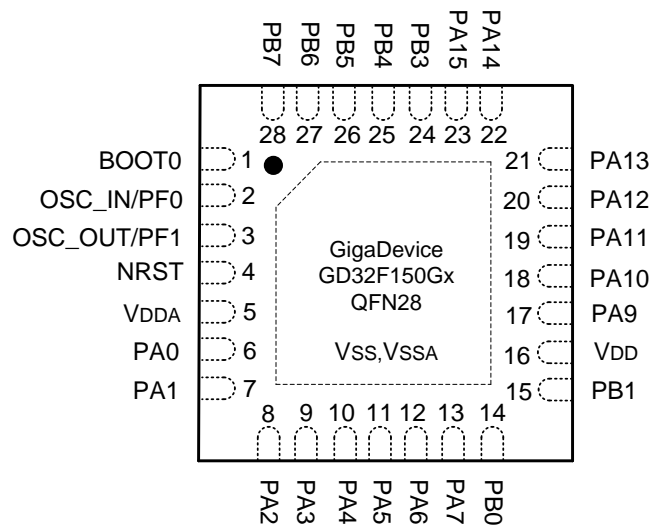 PB7
PB6
PB5
PB4
PB3
PA15
PA14
28
27
26
25
24
23
22
BOOT0
1
21
PA13
OSC_IN/PF0
2
20
PA12
OSC_OUT/PF1
3
19
PA11
NRST
4
18
PA10
VDDA
5
17
PA9
PA0
6
16
VDD
PA1
7
15
PB1
GigaDevice
GD32F150Gx
QFN28
VSS,VSSA
8
9
10
11
12
13
14
PA2
PA3
PA4
PA5
PA6
PA7
PB0